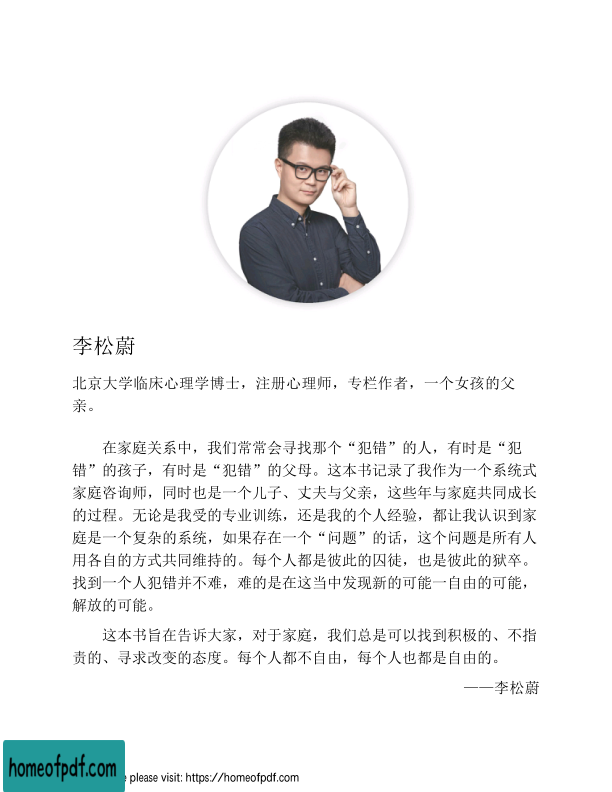 李松蔚
北京大学临床心理学博士，注册心理师，专栏作者，一个女孩的父
亲。
在家庭关系中，我们常常会寻找那个“犯错”的人，有时是“犯
错”的孩子，有时是“犯错”的父母。这本书记录了我作为一个系统式
家庭咨询师，同时也是一个儿子、丈夫与父亲，这些年与家庭共同成长
的过程。无论是我受的专业训练，还是我的个人经验，都让我认识到家
庭是一个复杂的系统，如果存在一个“问题”的话，这个问题是所有人
用各自的方式共同维持的。每个人都是彼此的囚徒，也是彼此的狱卒。
找到一个人犯错并不难，难的是在这当中发现新的可能一自由的可能，
解放的可能。
这本书旨在告诉大家，对于家庭，我们总是可以找到积极的、不指
责的、寻求改变的态度。每个人都不自由，每个人也都是自由的。
——李松蔚
homeofpdf.com
e please visit: https://homeofpdf.com